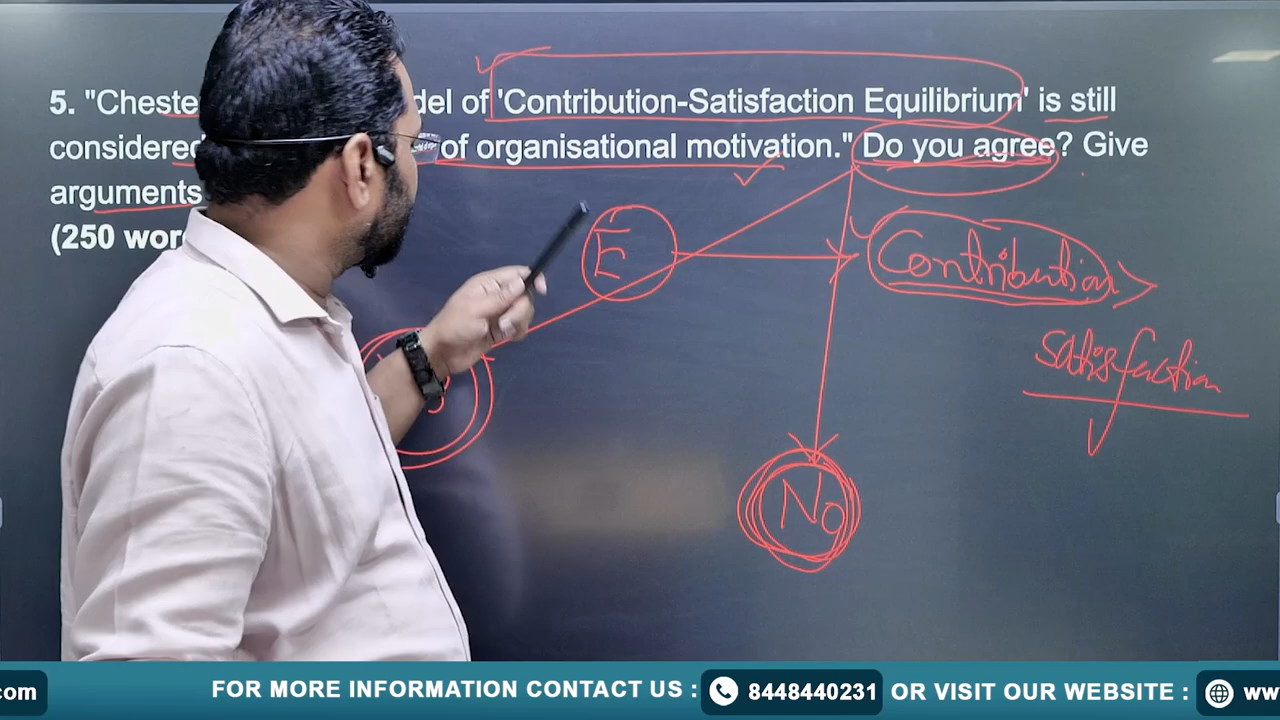 5. "Cheste del of 'Contribution-Satisfaction Equilibrium' is still
considered of organisational motivation." Do you agree? Give
arguments
(250 wor
E
Contribution >
satisfaction
No
com
FOR MORE INFORMATION CONTACT US : 8448440231 OR VISIT OUR WEBSITE : ww